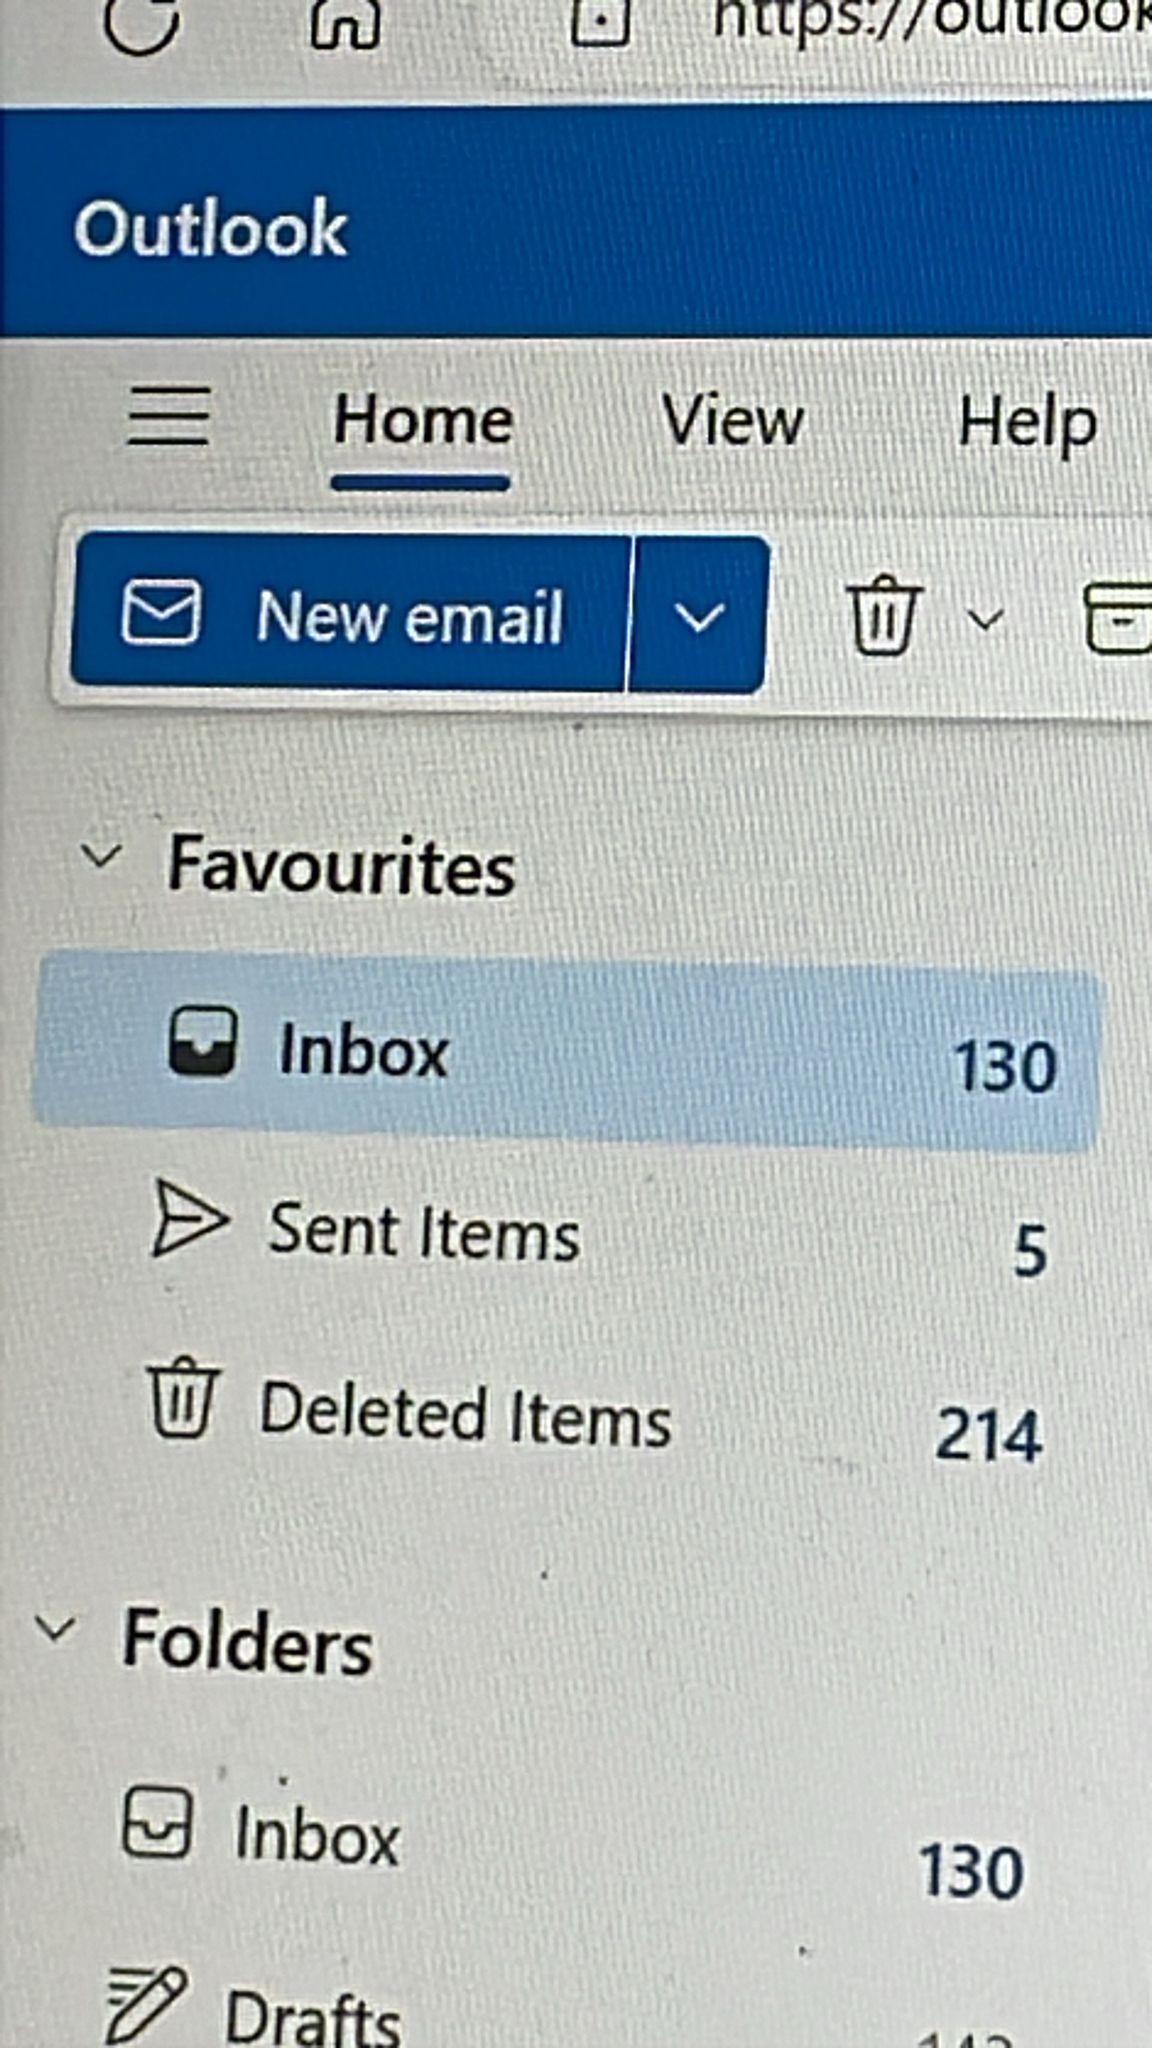 https://outlook
Outlook
Home View Help
New email
Favourites
Inbox 130
Sent Items 5
Deleted Items 214
Folders
Inbox 130
Drafts